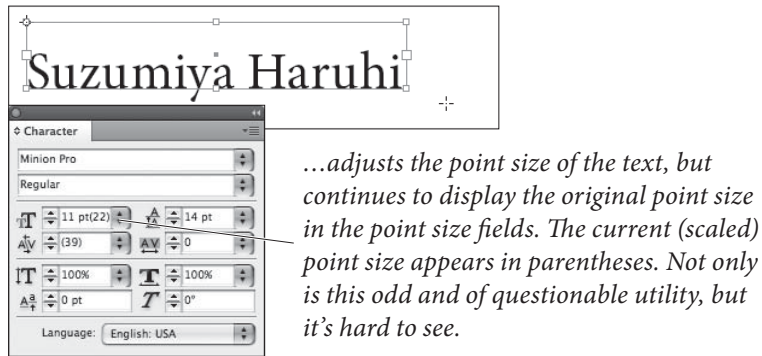 Suzumiya Haruhi
Character
Minion Pro
Regular
11 pt(22) 14 pt
(39) 0
100% 100%
0 pt 0°
Language: English: USA
…adjusts the point size of the text, but
continues to display the original point size
in the point size fields. The current (scaled)
point size appears in parentheses. Not only
is this odd and of questionable utility, but
it’s hard to see.